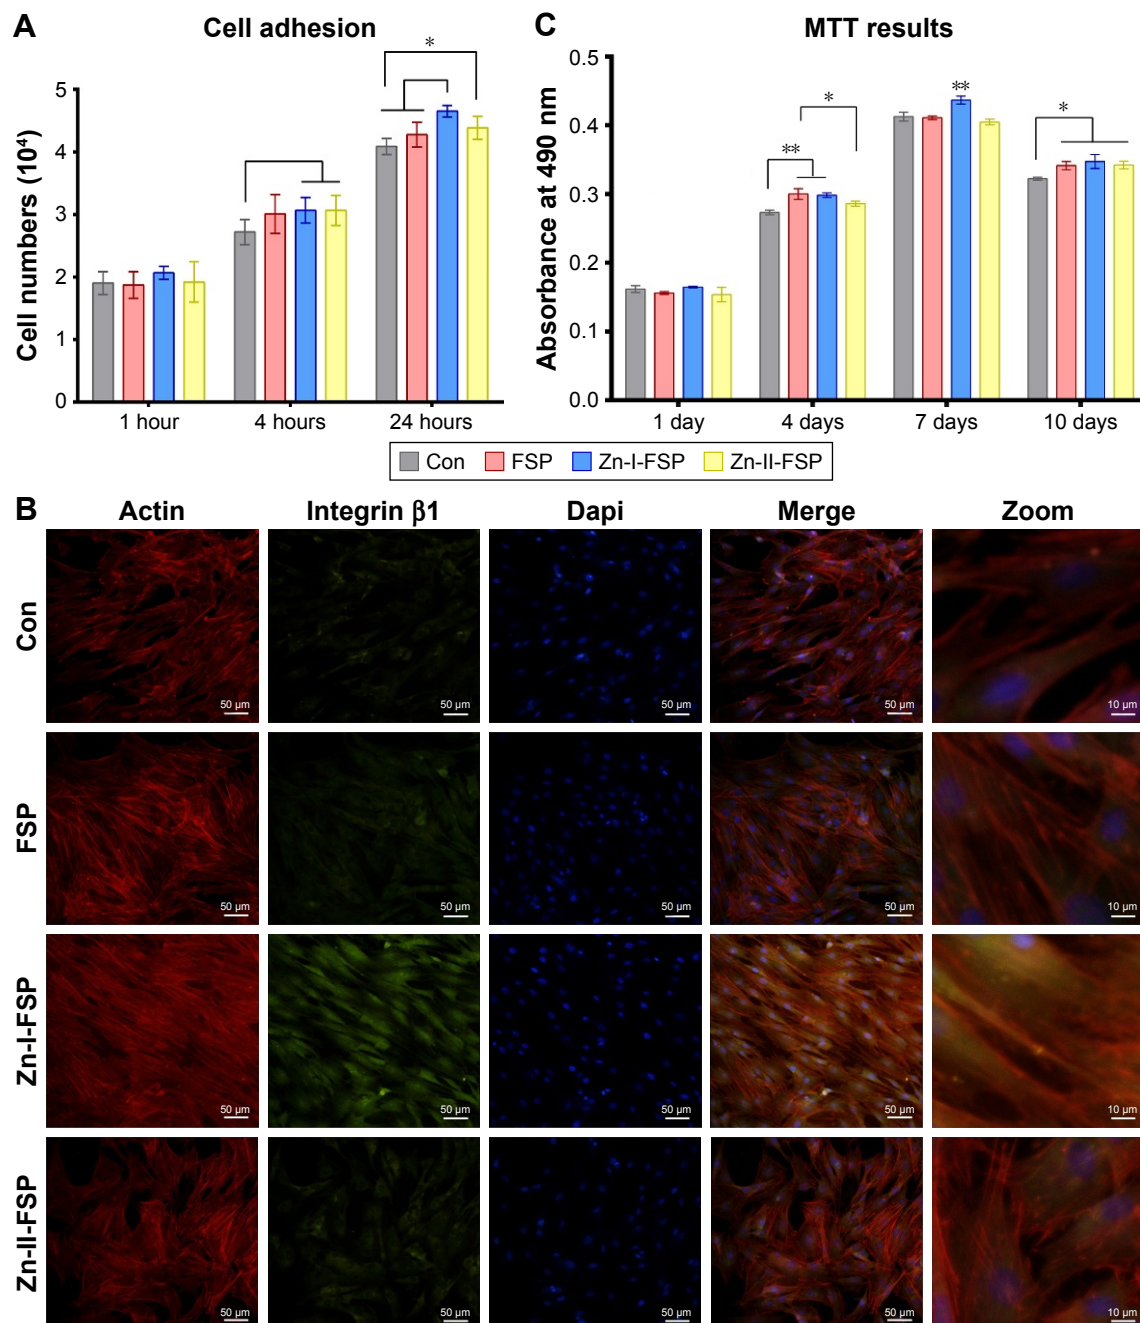 A
Cell adhesion
Cell numbers (10⁴)
5
4
3
2
1
0
*
1 hour
4 hours
24 hours
C
MTT results
Absorbance at 490 nm
0.5
0.4
0.3
0.2
0.1
0.0
**
*
**
*
1 day
4 days
7 days
10 days
Con
FSP
Zn-I-FSP
Zn-II-FSP
B
Actin
Integrin β1
Dapi
Merge
Zoom
Con
50 µm
50 µm
50 µm
50 µm
10 µm
FSP
50 µm
50 µm
50 µm
50 µm
10 µm
Zn-I-FSP
50 µm
50 µm
50 µm
50 µm
10 µm
Zn-II-FSP
50 µm
50 µm
50 µm
50 µm
10 µm